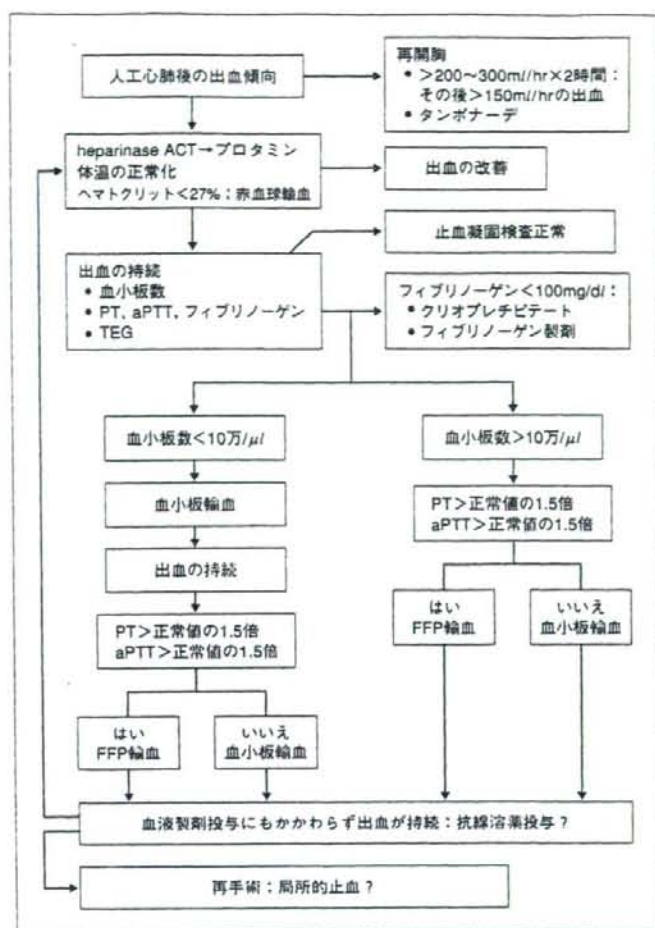 人工心肺後の出血傾向
再開胸
• >200～300ml/hr×2時間：
その後>150ml/hrの出血
• タンポナーデ
heparinase ACT→プロタミン
体温の正常化
ヘマトクリット<27%；赤血球輸血
出血の改善
止血凝固検査正常
出血の持続
• 血小板数
• PT, aPTT, フィブリノーゲン
• TEG
フィブリノーゲン<100mg/dl：
• クリオプレチピテート
• フィブリノーゲン製剤
血小板数<10万/μl
血小板数>10万/μl
血小板輸血
PT>正常値の1.5倍
aPTT>正常値の1.5倍
出血の持続
はい
FFP輸血
いいえ
血小板輸血
PT>正常値の1.5倍
aPTT>正常値の1.5倍
はい
FFP輸血
いいえ
血小板輸血
血液製剤投与にもかかわらず出血が持続：抗線溶薬投与？
再手術；局所的止血？